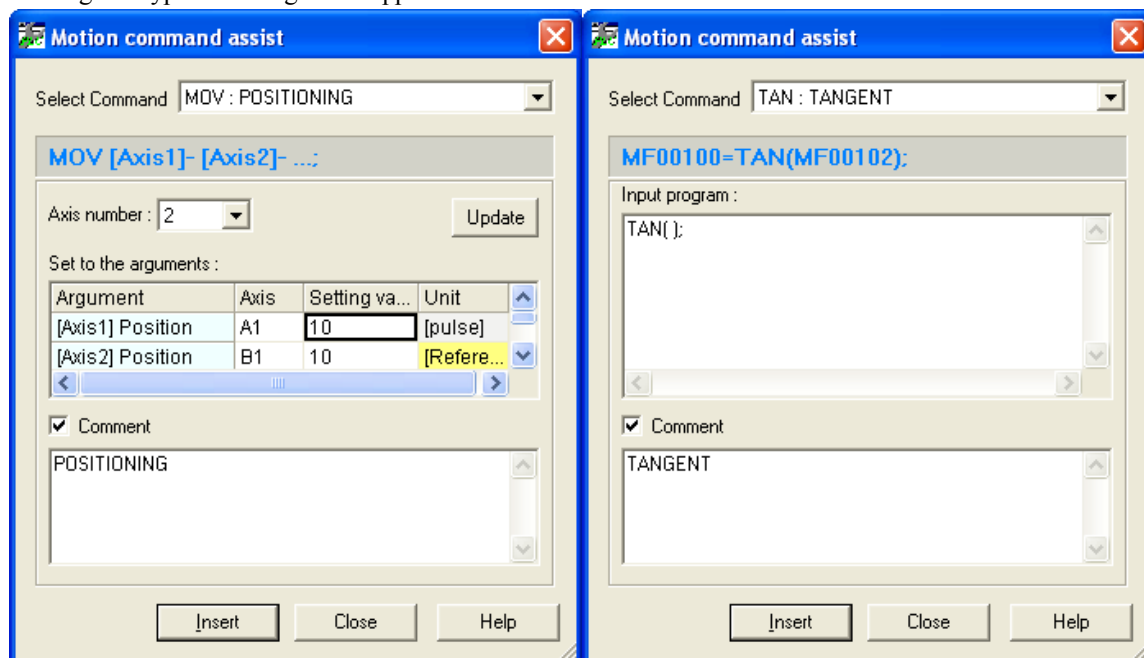 Motion command assist
Select Command MOV : POSITIONING
MOV [Axis1]- [Axis2]- ...;
Axis number : 2
Update
Set to the arguments :
Argument Axis Setting va... Unit
[Axis1] Position A1 10 [pulse]
[Axis2] Position B1 10 [Refere...
Comment
POSITIONING
Insert Close Help
Motion command assist
Select Command TAN : TANGENT
MF00100=TAN(MF00102);
Input program :
TAN( );
Comment
TANGENT
Insert Close Help